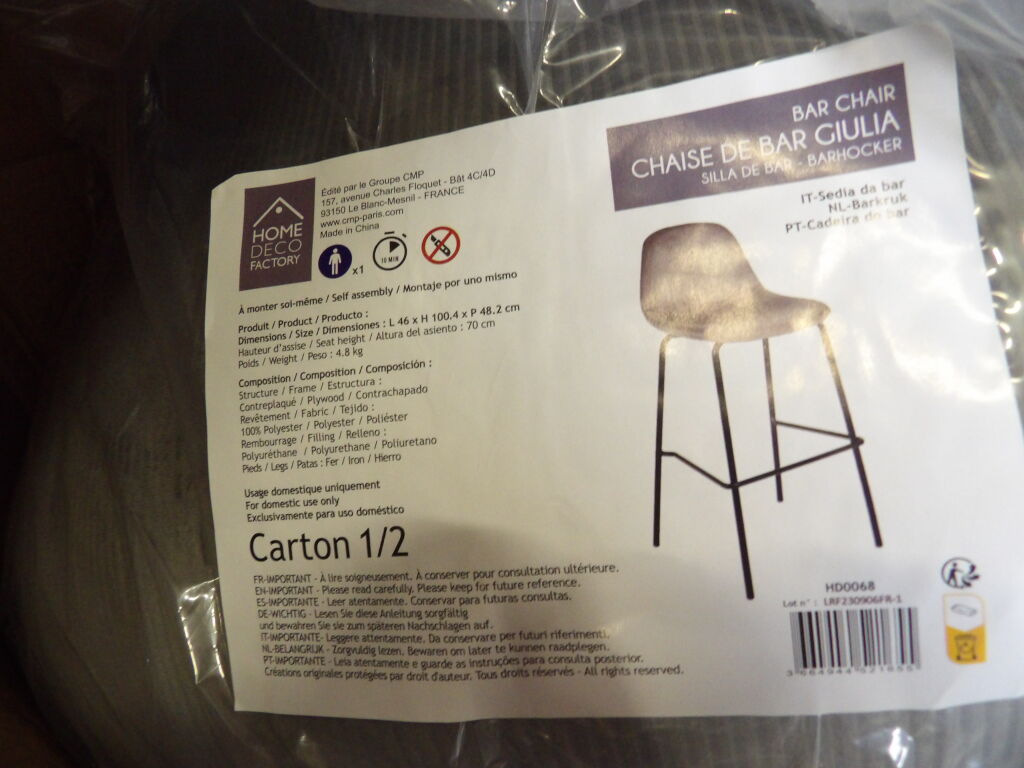 HOME
DECO
FACTORY
Édité par le Groupe CMP
157, avenue Charles Floquet - Bât 4C/4D
93150 Le Blanc-Mesnil - FRANCE
www.cmp-paris.com
Made in China
x1
10 MIN
À monter soi-même / Self assembly / Montaje por uno mismo
Produit / Product / Producto :
Dimensions / Size / Dimensiones : L 46 x H 100.4 x P 48.2 cm
Hauteur d'assise / Seat height / Altura del asiento : 70 cm
Poids / Weight / Peso : 4.8 kg
Composition / Composition / Composición :
Structure / Frame / Estructura :
Contreplaqué / Plywood / Contrachapado
Revêtement / Fabric / Tejido :
100% Polyester / Polyester / Poliéster
Rembourrage / Filling / Relleno :
Polyuréthane / Polyurethane / Poliuretano
Pieds / Legs / Patas : Fer / Iron / Hierro
Usage domestique uniquement
For domestic use only
Exclusivamente para uso doméstico
Carton 1/2
FR-IMPORTANT - À lire soigneusement. À conserver pour consultation ultérieure.
EN-IMPORTANT - Please read carefully. Please keep for future reference.
ES-IMPORTANTE - Leer atentamente. Conservar para futuras consultas.
DE-WICHTIG - Lesen Sie diese Anleitung sorgfältig
und bewahren Sie sie zum späteren Nachschlagen auf.
IT-IMPORTANTE- Leggere attentamente. Da conservare per futuri riferimenti.
NL-BELANGRIJK - Zorgvuldig lezen. Bewaren om later te kunnen raadplegen.
PT-IMPORTANTE - Leia atentamente e guarde as instruções para consulta posterior.
Créations originales protégées par droit d'auteur. Tous droits réservés - All rights reserved.
BAR CHAIR
CHAISE DE BAR GIULIA
SILLA DE BAR - BARHOCKER
IT-Sedia da bar
NL-Barkruk
PT-Cadeira do bar
HD0068
Lot n° : LRF230906FR-1
3 664944 521655